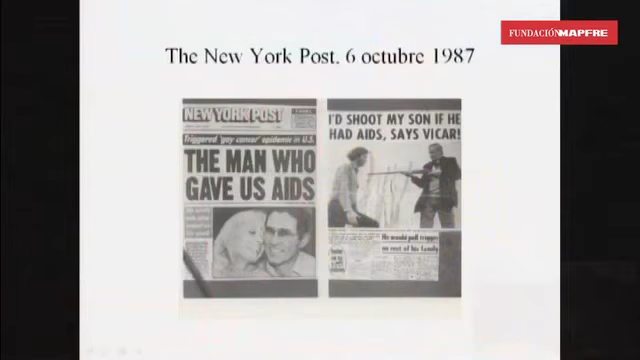 FUNDACIÓN MAPFRE
The New York Post. 6 octubre 1987
NEW YORK POST
Triggered 'gay cancer' epidemic in U.S.
THE MAN WHO
GAVE US AIDS
I'D SHOOT MY SON IF HE
HAD AIDS, SAYS VICAR!
He would pull trigger
on rest of his family